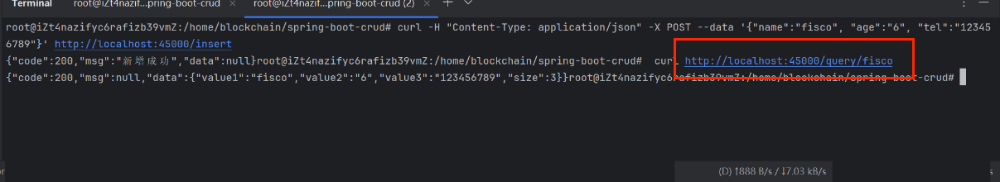 Terminal root@iZt4nazif...pring-boot-crud × root@iZt4nazif...pring-boot-crud (2) ×
root@iZt4nazifyc6rafizb39vmZ:/home/blockchain/spring-boot-crud# curl -H "Content-Type: application/json" -X POST --data '{"name":"fisco", "age":"6", "tel":"12345
6789"}' http://localhost:45000/insert
{"code":200,"msg":"新增成功","data":null}root@iZt4nazifyc6rafizb39vmZ:/home/blockchain/spring-boot-crud#  curl http://localhost:45000/query/fisco
{"code":200,"msg":null,"data":{"value1":"fisco","value2":"6","value3":"123456789","size":3}}root@iZt4nazifyc6rafizb39vmZ:/home/blockchain/spring-boot-crud#
(D) ↑888 B/s / ↓7.03 kB/s